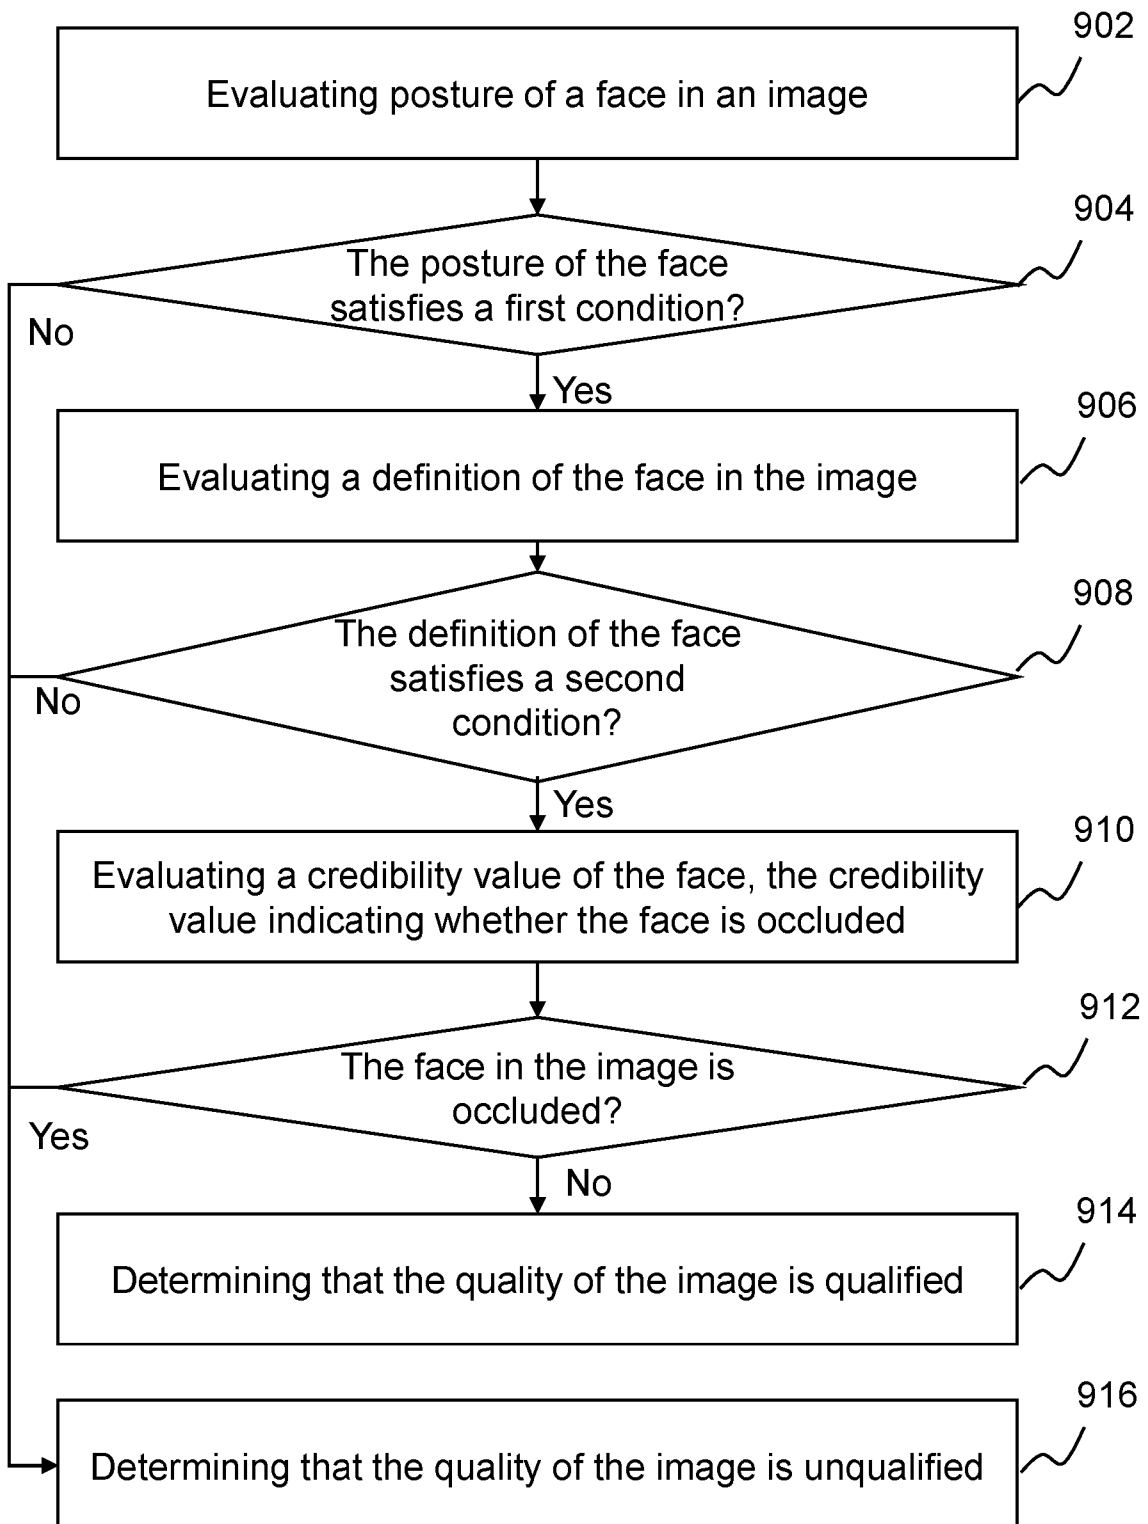 902
Evaluating posture of a face in an image
904
The posture of the face
satisfies a first condition?
No
Yes
906
Evaluating a definition of the face in the image
908
The definition of the face
satisfies a second
condition?
No
Yes
910
Evaluating a credibility value of the face, the credibility
value indicating whether the face is occluded
912
The face in the image is
occluded?
Yes
No
914
Determining that the quality of the image is qualified
916
Determining that the quality of the image is unqualified